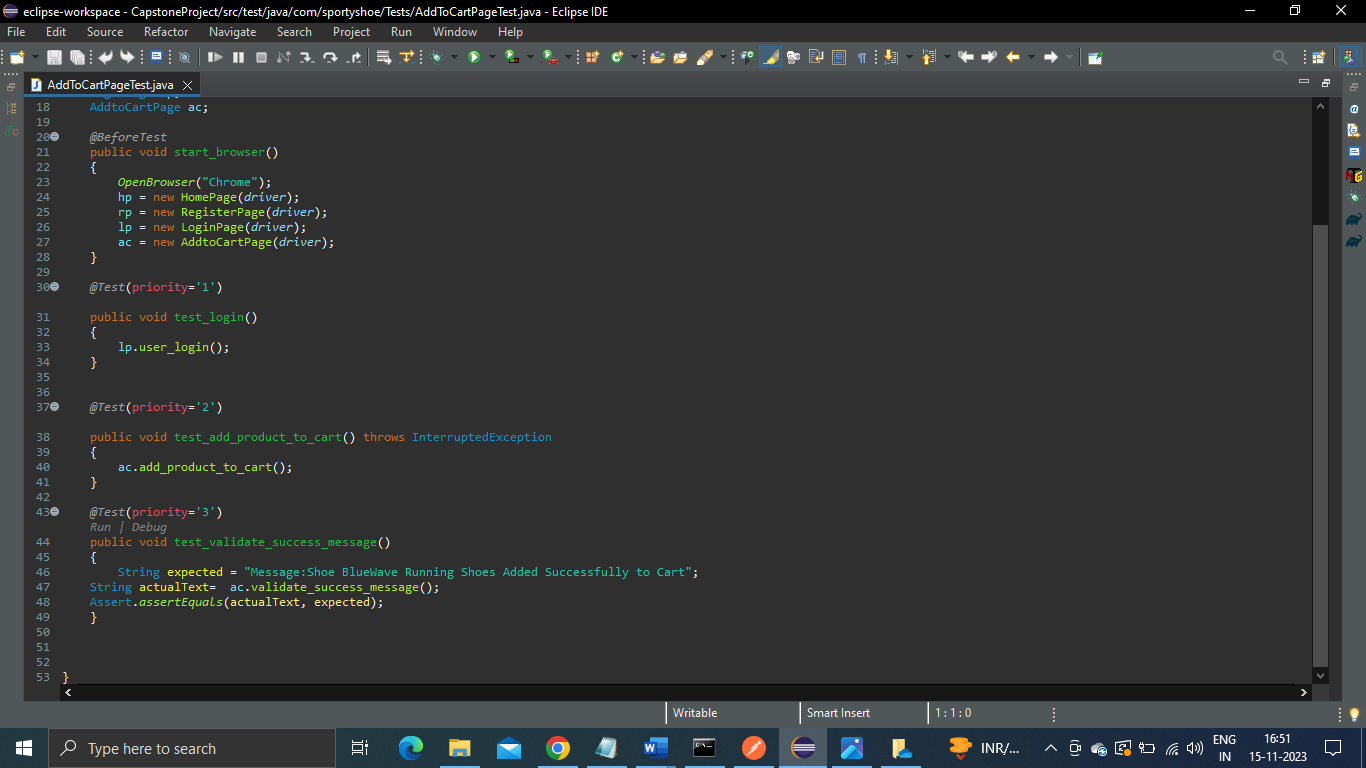 eclipse-workspace - CapstoneProject/src/test/java/com/sportyshoe/Tests/AddToCartPageTest.java - Eclipse IDE
File Edit Source Refactor Navigate Search Project Run Window Help
AddToCartPageTest.java
18 AddtoCartPage ac;
19
20 @BeforeTest
21 public void start_browser()
22 {
23 OpenBrowser("Chrome");
24 hp = new HomePage(driver);
25 rp = new RegisterPage(driver);
26 lp = new LoginPage(driver);
27 ac = new AddtoCartPage(driver);
28 }
29
30 @Test(priority='1')
31 public void test_login()
32 {
33 lp.user_login();
34 }
35
36
37 @Test(priority='2')
38 public void test_add_product_to_cart() throws InterruptedException
39 {
40 ac.add_product_to_cart();
41 }
42
43 @Test(priority='3')
Run | Debug
44 public void test_validate_success_message()
45 {
46 String expected = "Message:Shoe BlueWave Running Shoes Added Successfully to Cart";
47 String actualText=  ac.validate_success_message();
48 Assert.assertEquals(actualText, expected);
49 }
50
51
52
53 }
Writable Smart Insert 1 : 1 : 0
Type here to search
INR/...
ENG
IN
16:51
15-11-2023